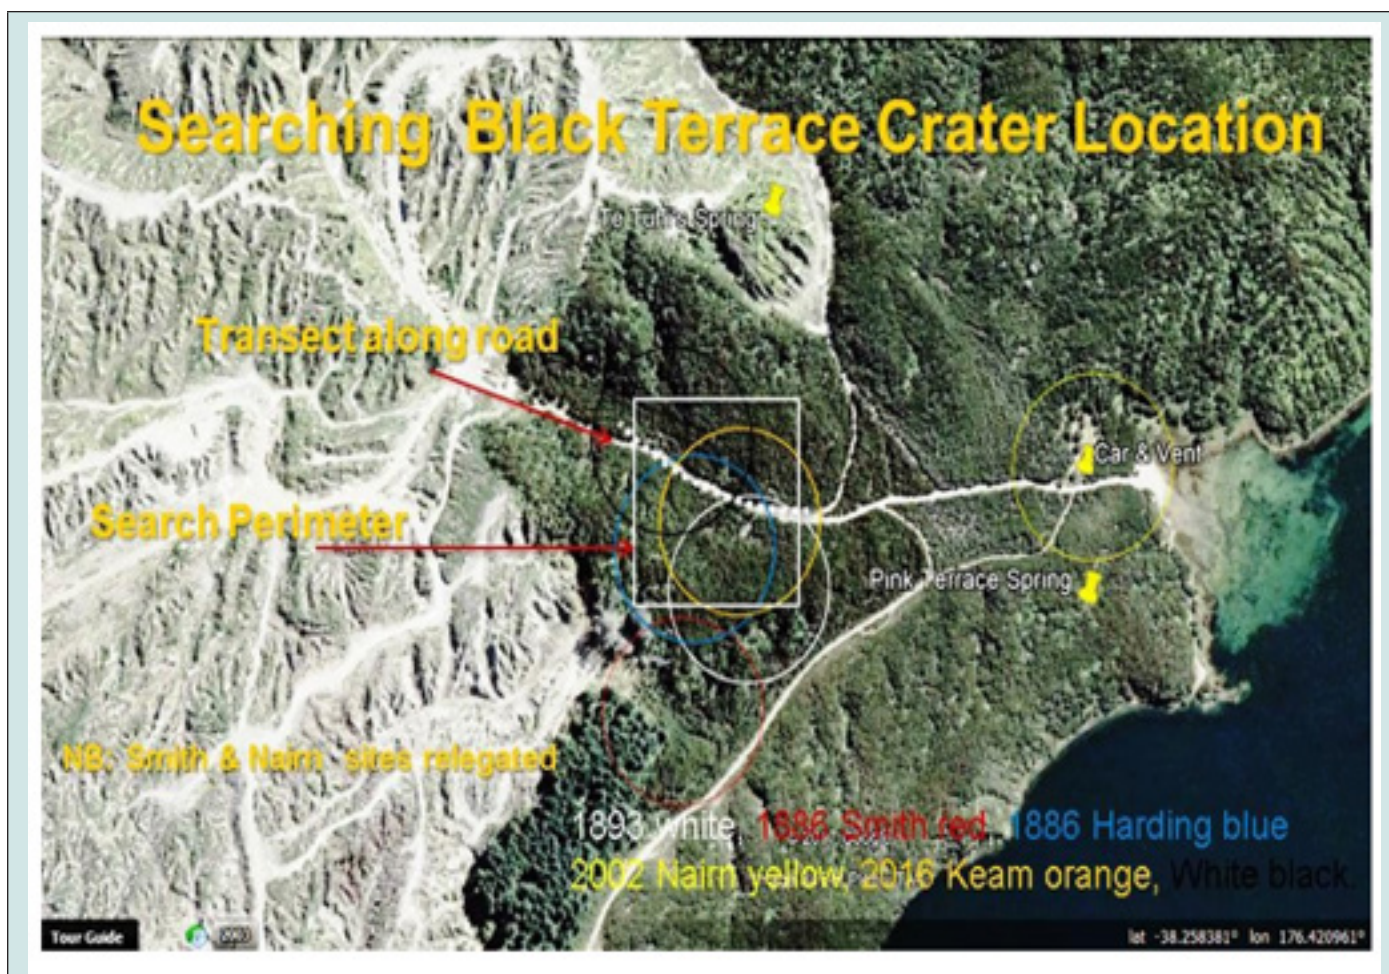 Searching Black Terrace Crater Location
Te Tuhi's Spring
Transect along road
Car & Vent
Search Perimeter
Pink Terrace Spring
NB: Smith & Nairn sites relegated
1893 white, 1886 Smith red, 1886 Harding blue
2002 Nairn yellow, 2016 Keam orange, White black.
Tour Guide
lat -38.258381° lon 176.420961°